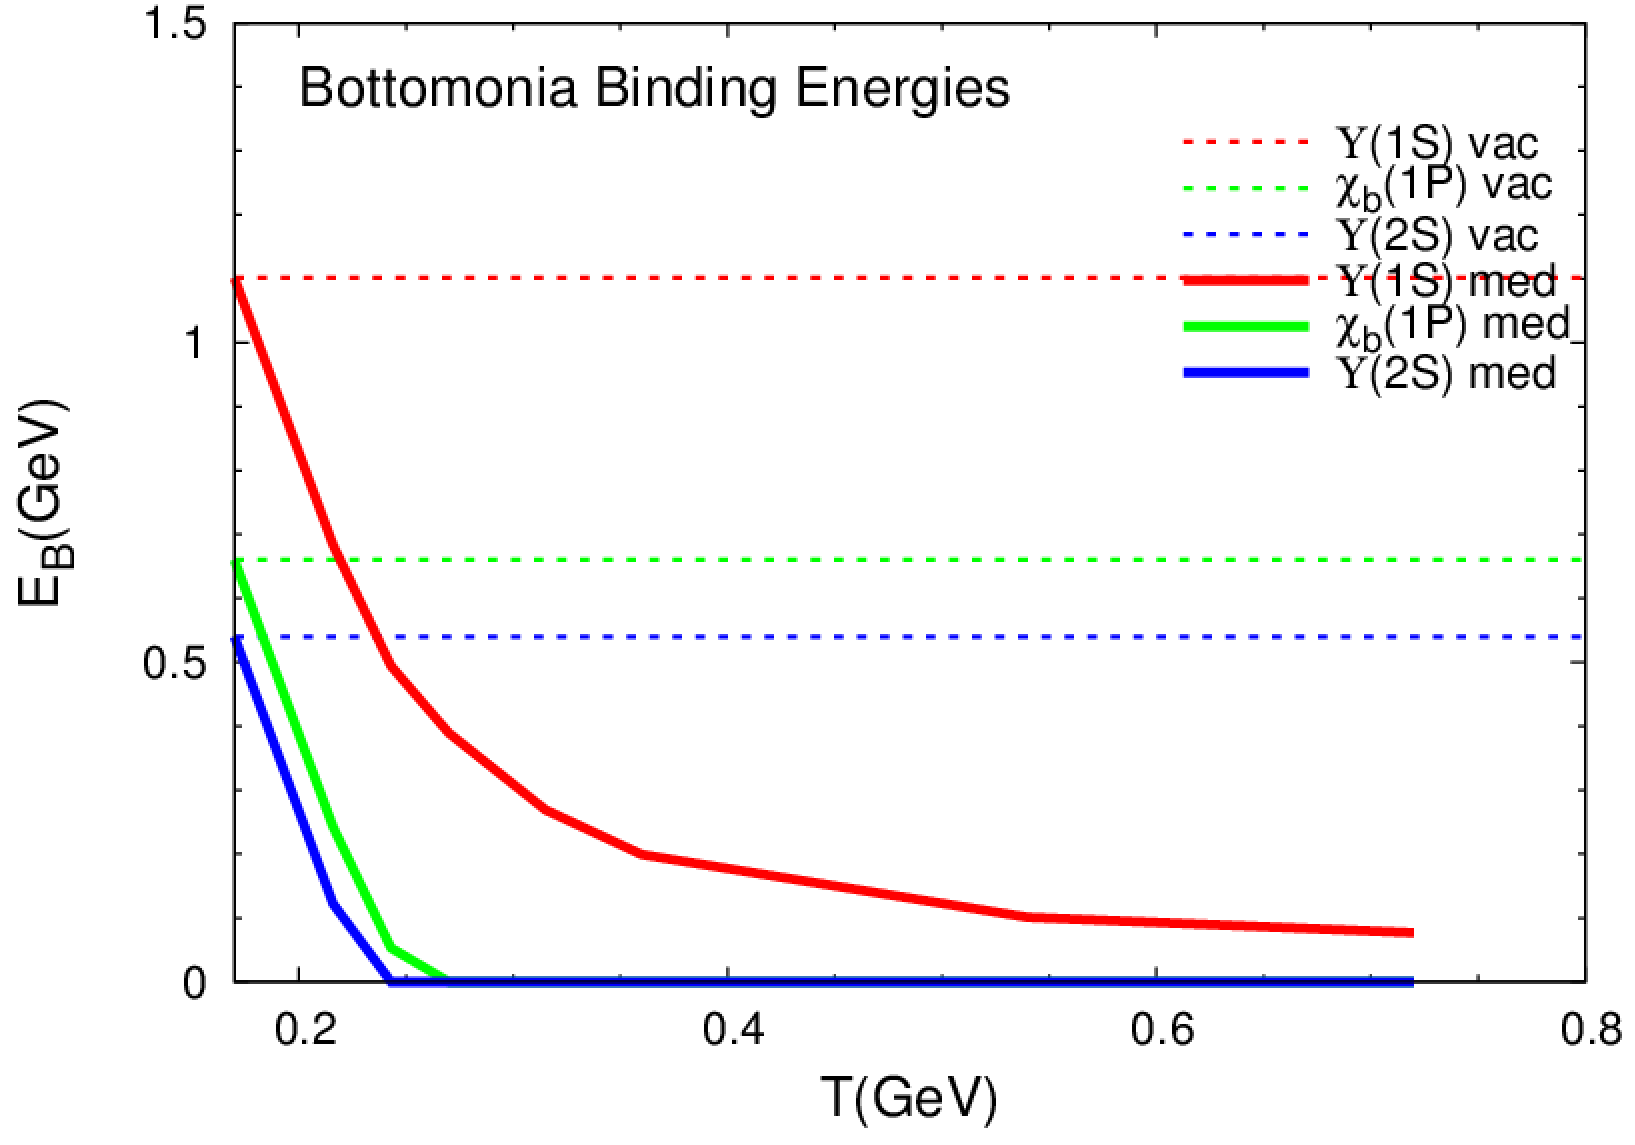 Bottomonia Binding Energies
ϒ(1S) vac
χb(1P) vac
ϒ(2S) vac
ϒ(1S) med
χb(1P) med
ϒ(2S) med
EB(GeV)
1.5
1
0.5
0
0.2 0.4 0.6 0.8
T(GeV)